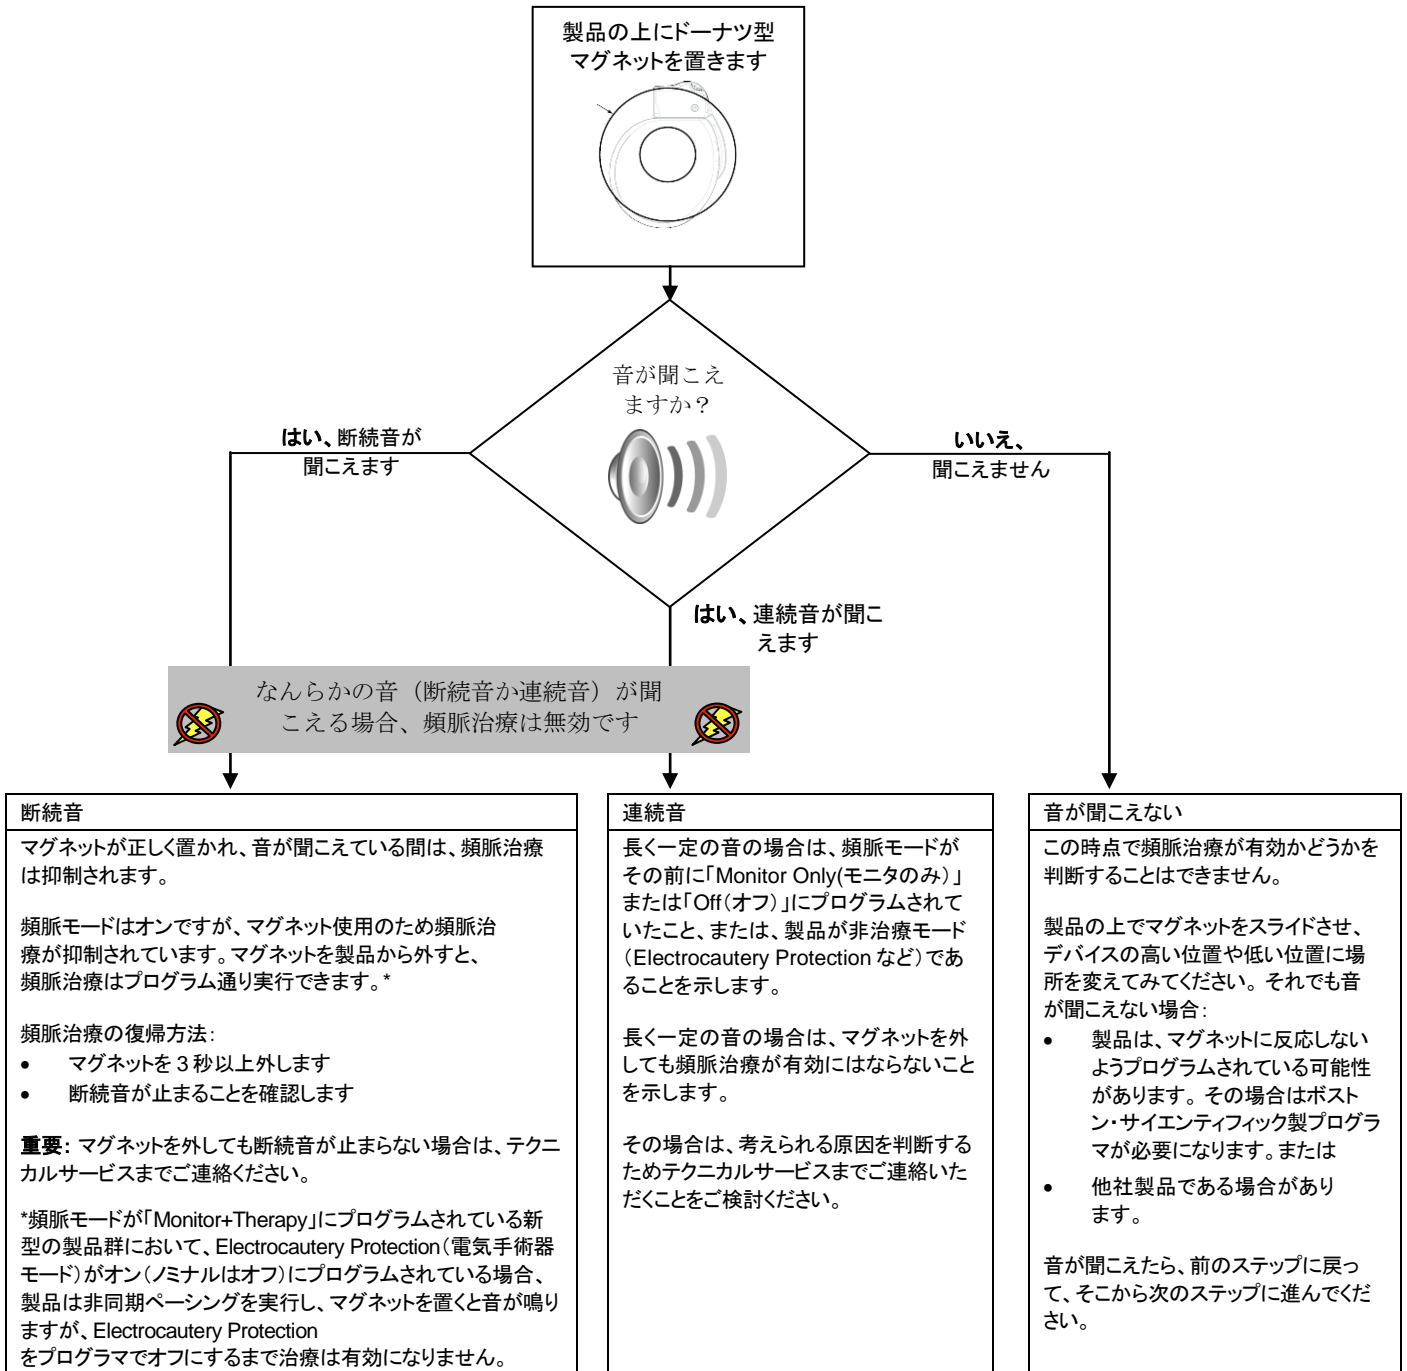 製品の上にドーナツ型
マグネットを置きます
音が聞こえ
ますか？
はい、断続音が
聞こえます
いいえ、
聞こえません
はい、連続音が聞こ
えます
なんらかの音（断続音か連続音）が聞
こえる場合、頻脈治療は無効です
断続音
マグネットが正しく置かれ、音が聞こえている間は、頻脈治療
は抑制されます。
頻脈モードはオンですが、マグネット使用のため頻脈治
療が抑制されています。マグネットを製品から外すと、
頻脈治療はプログラム通り実行できます。*
頻脈治療の復帰方法：
• マグネットを 3 秒以上外します
• 断続音が止まることを確認します
重要： マグネットを外しても断続音が止まらない場合は、テクニ
カルサービスまでご連絡ください。
*頻脈モードが「Monitor+Therapy」にプログラムされている新
型の製品群において、Electrocautery Protection（電気手術器
モード）がオン（ノミナルはオフ）にプログラムされている場合、
製品は非同期ペーシングを実行し、マグネットを置くと音が鳴り
ますが、Electrocautery Protection
をプログラマでオフにするまで治療は有効になりません。
連続音
長く一定の音の場合は、頻脈モードが
その前に「Monitor Only(モニタのみ）」
または「Off（オフ）」にプログラムされて
いたこと、または、製品が非治療モード
（Electrocautery Protection など）であ
ることを示します。
長く一定の音の場合は、マグネットを外
しても頻脈治療が有効にはならないこと
を示します。
その場合は、考えられる原因を判断する
ためテクニカルサービスまでご連絡いた
だくことをご検討ください。
音が聞こえない
この時点で頻脈治療が有効かどうかを
判断することはできません。
製品の上でマグネットをスライドさせ、
デバイスの高い位置や低い位置に場
所を変えてみてください。それでも音
が聞こえない場合：
• 製品は、マグネットに反応しない
ようプログラムされている可能性
があります。その場合はボスト
ン・サイエンティフィック製プログラ
マが必要になります。または
• 他社製品である場合があり
ます。
音が聞こえたら、前のステップに戻っ
て、そこから次のステップに進んでくだ
さい。